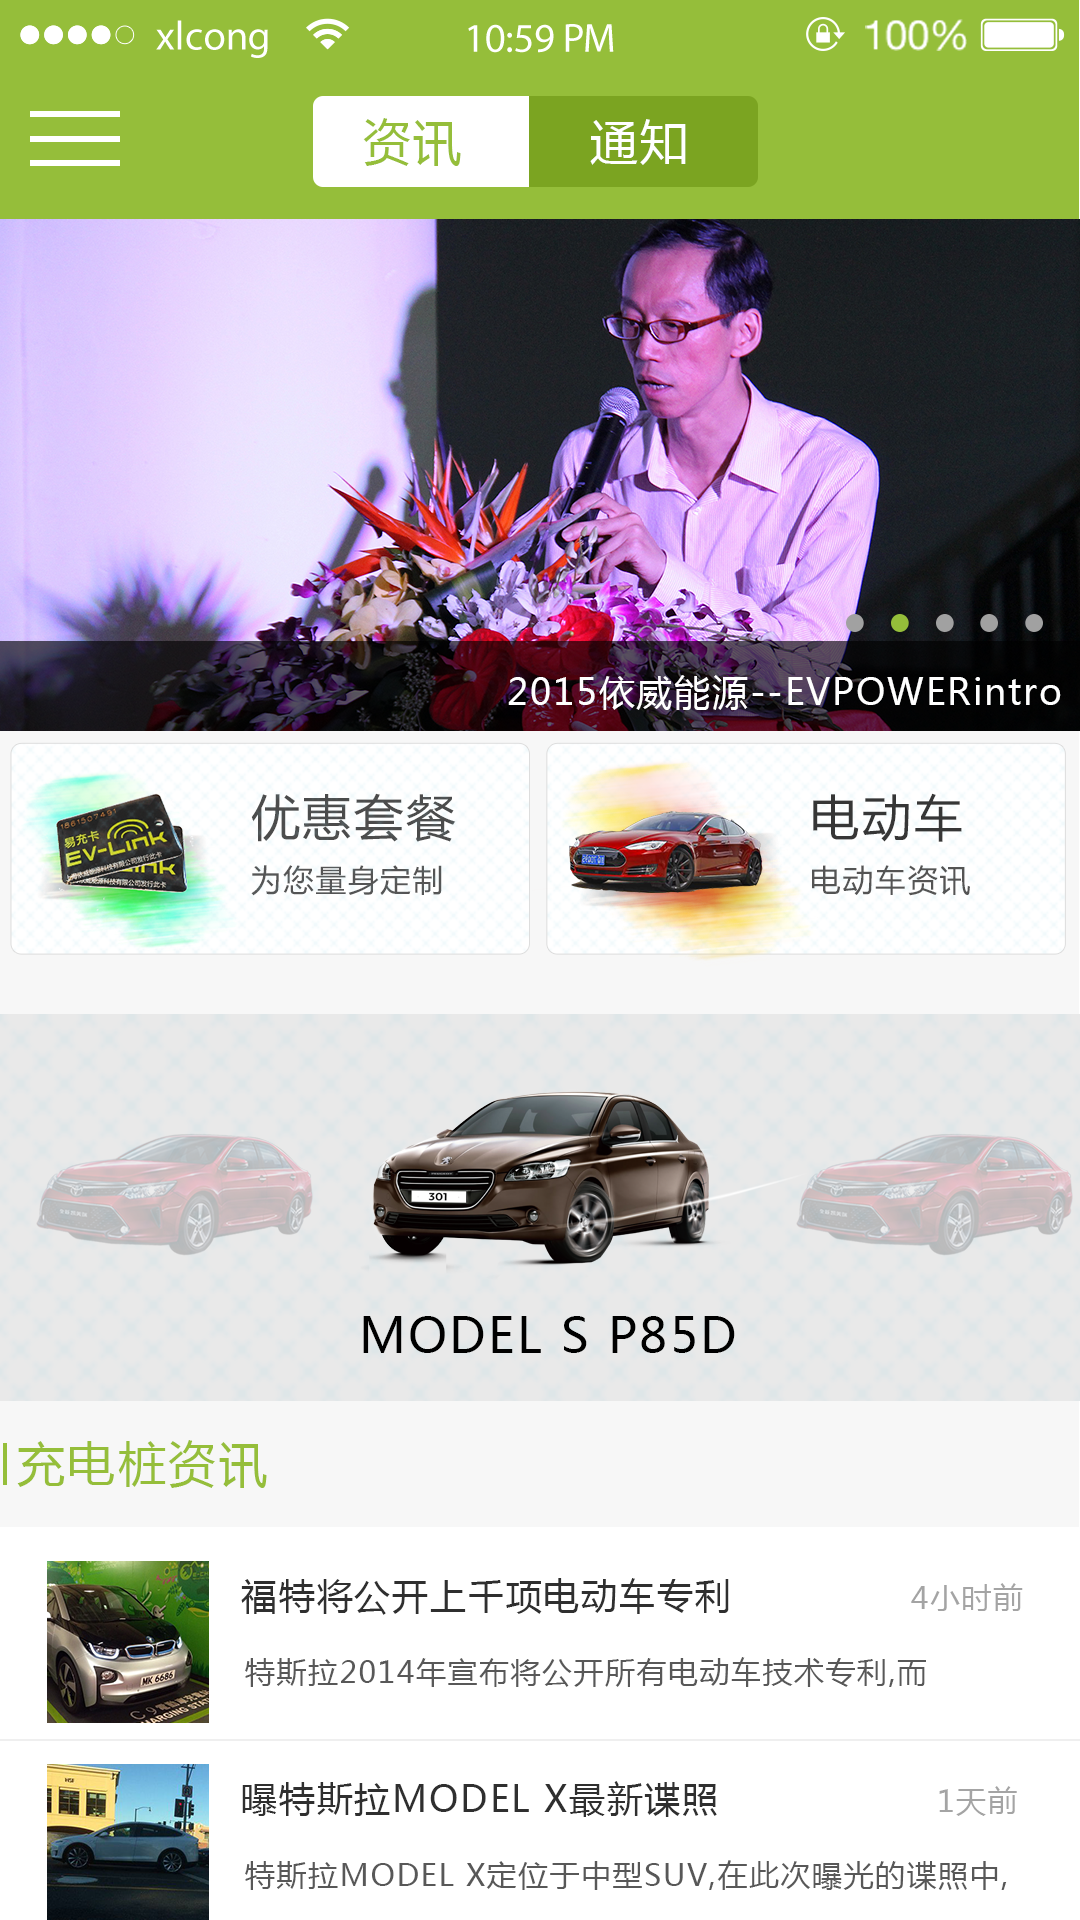 xlcong
10:59 PM
100%
资讯
通知
2015依威能源--EVPOWERintro
1861507491
易充卡
EV-Link
优惠套餐
为您量身定制
电动车
电动车资讯
301
MODEL S P85D
充电桩资讯
福特将公开上千项电动车专利
4小时前
特斯拉2014年宣布将公开所有电动车技术专利,而
MK 6686
曝特斯拉MODEL X最新谍照
1天前
特斯拉MODEL X定位于中型SUV,在此次曝光的谍照中,